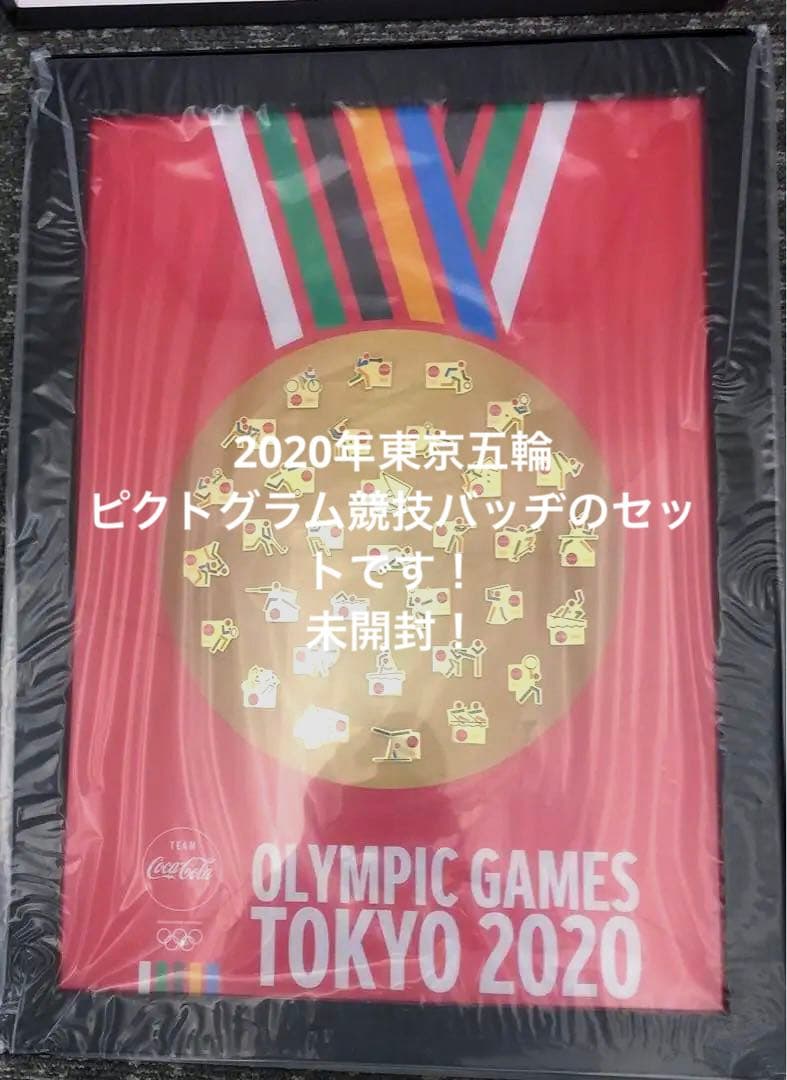 2020年東京五輪
ピクトグラム競技バッヂのセッ
トです！
未開封！
TEAM
Coca-Cola
OLYMPIC GAMES
TOKYO 2020